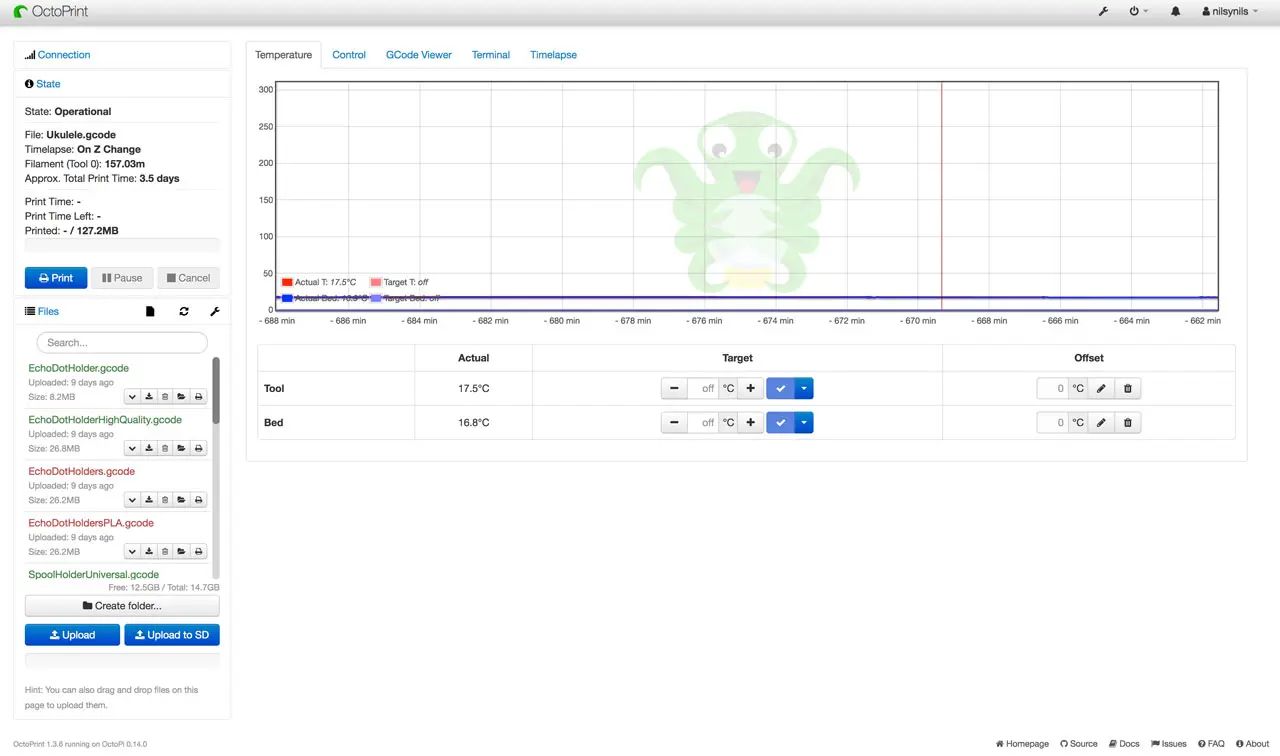 OctoPrint
nilsynils
Connection
State
State: Operational
File: Ukulele.gcode
Timelapse: On Z Change
Filament (Tool 0): 157.03m
Approx. Total Print Time: 3.5 days
Print Time: -
Print Time Left: -
Printed: - / 127.2MB
Print Pause Cancel
Files
Search...
EchoDotHolder.gcode
Uploaded: 9 days ago
Size: 8.2MB
EchoDotHolderHighQuality.gcode
Uploaded: 9 days ago
Size: 26.8MB
EchoDotHolders.gcode
Uploaded: 9 days ago
Size: 26.2MB
EchoDotHoldersPLA.gcode
Uploaded: 9 days ago
Size: 26.2MB
SpoolHolderUniversal.gcode
Free: 12.5GB / Total: 14.7GB
Create folder...
Upload Upload to SD
Hint: You can also drag and drop files on this
page to upload them.
Temperature Control GCode Viewer Terminal Timelapse
300
250
200
150
100
50
0
Actual T: 17.5°C Target T: off
Actual Bed: 16.9°C Target Bed: off
- 688 min - 686 min - 684 min - 682 min - 680 min - 678 min - 676 min - 674 min - 672 min - 670 min - 668 min - 666 min - 664 min - 662 min
Actual Target Offset
Tool 17.5°C off °C 0 °C
Bed 16.8°C off °C 0 °C
OctoPrint 1.3.6 running on OctoPi 0.14.0
Homepage Source Docs Issues FAQ About